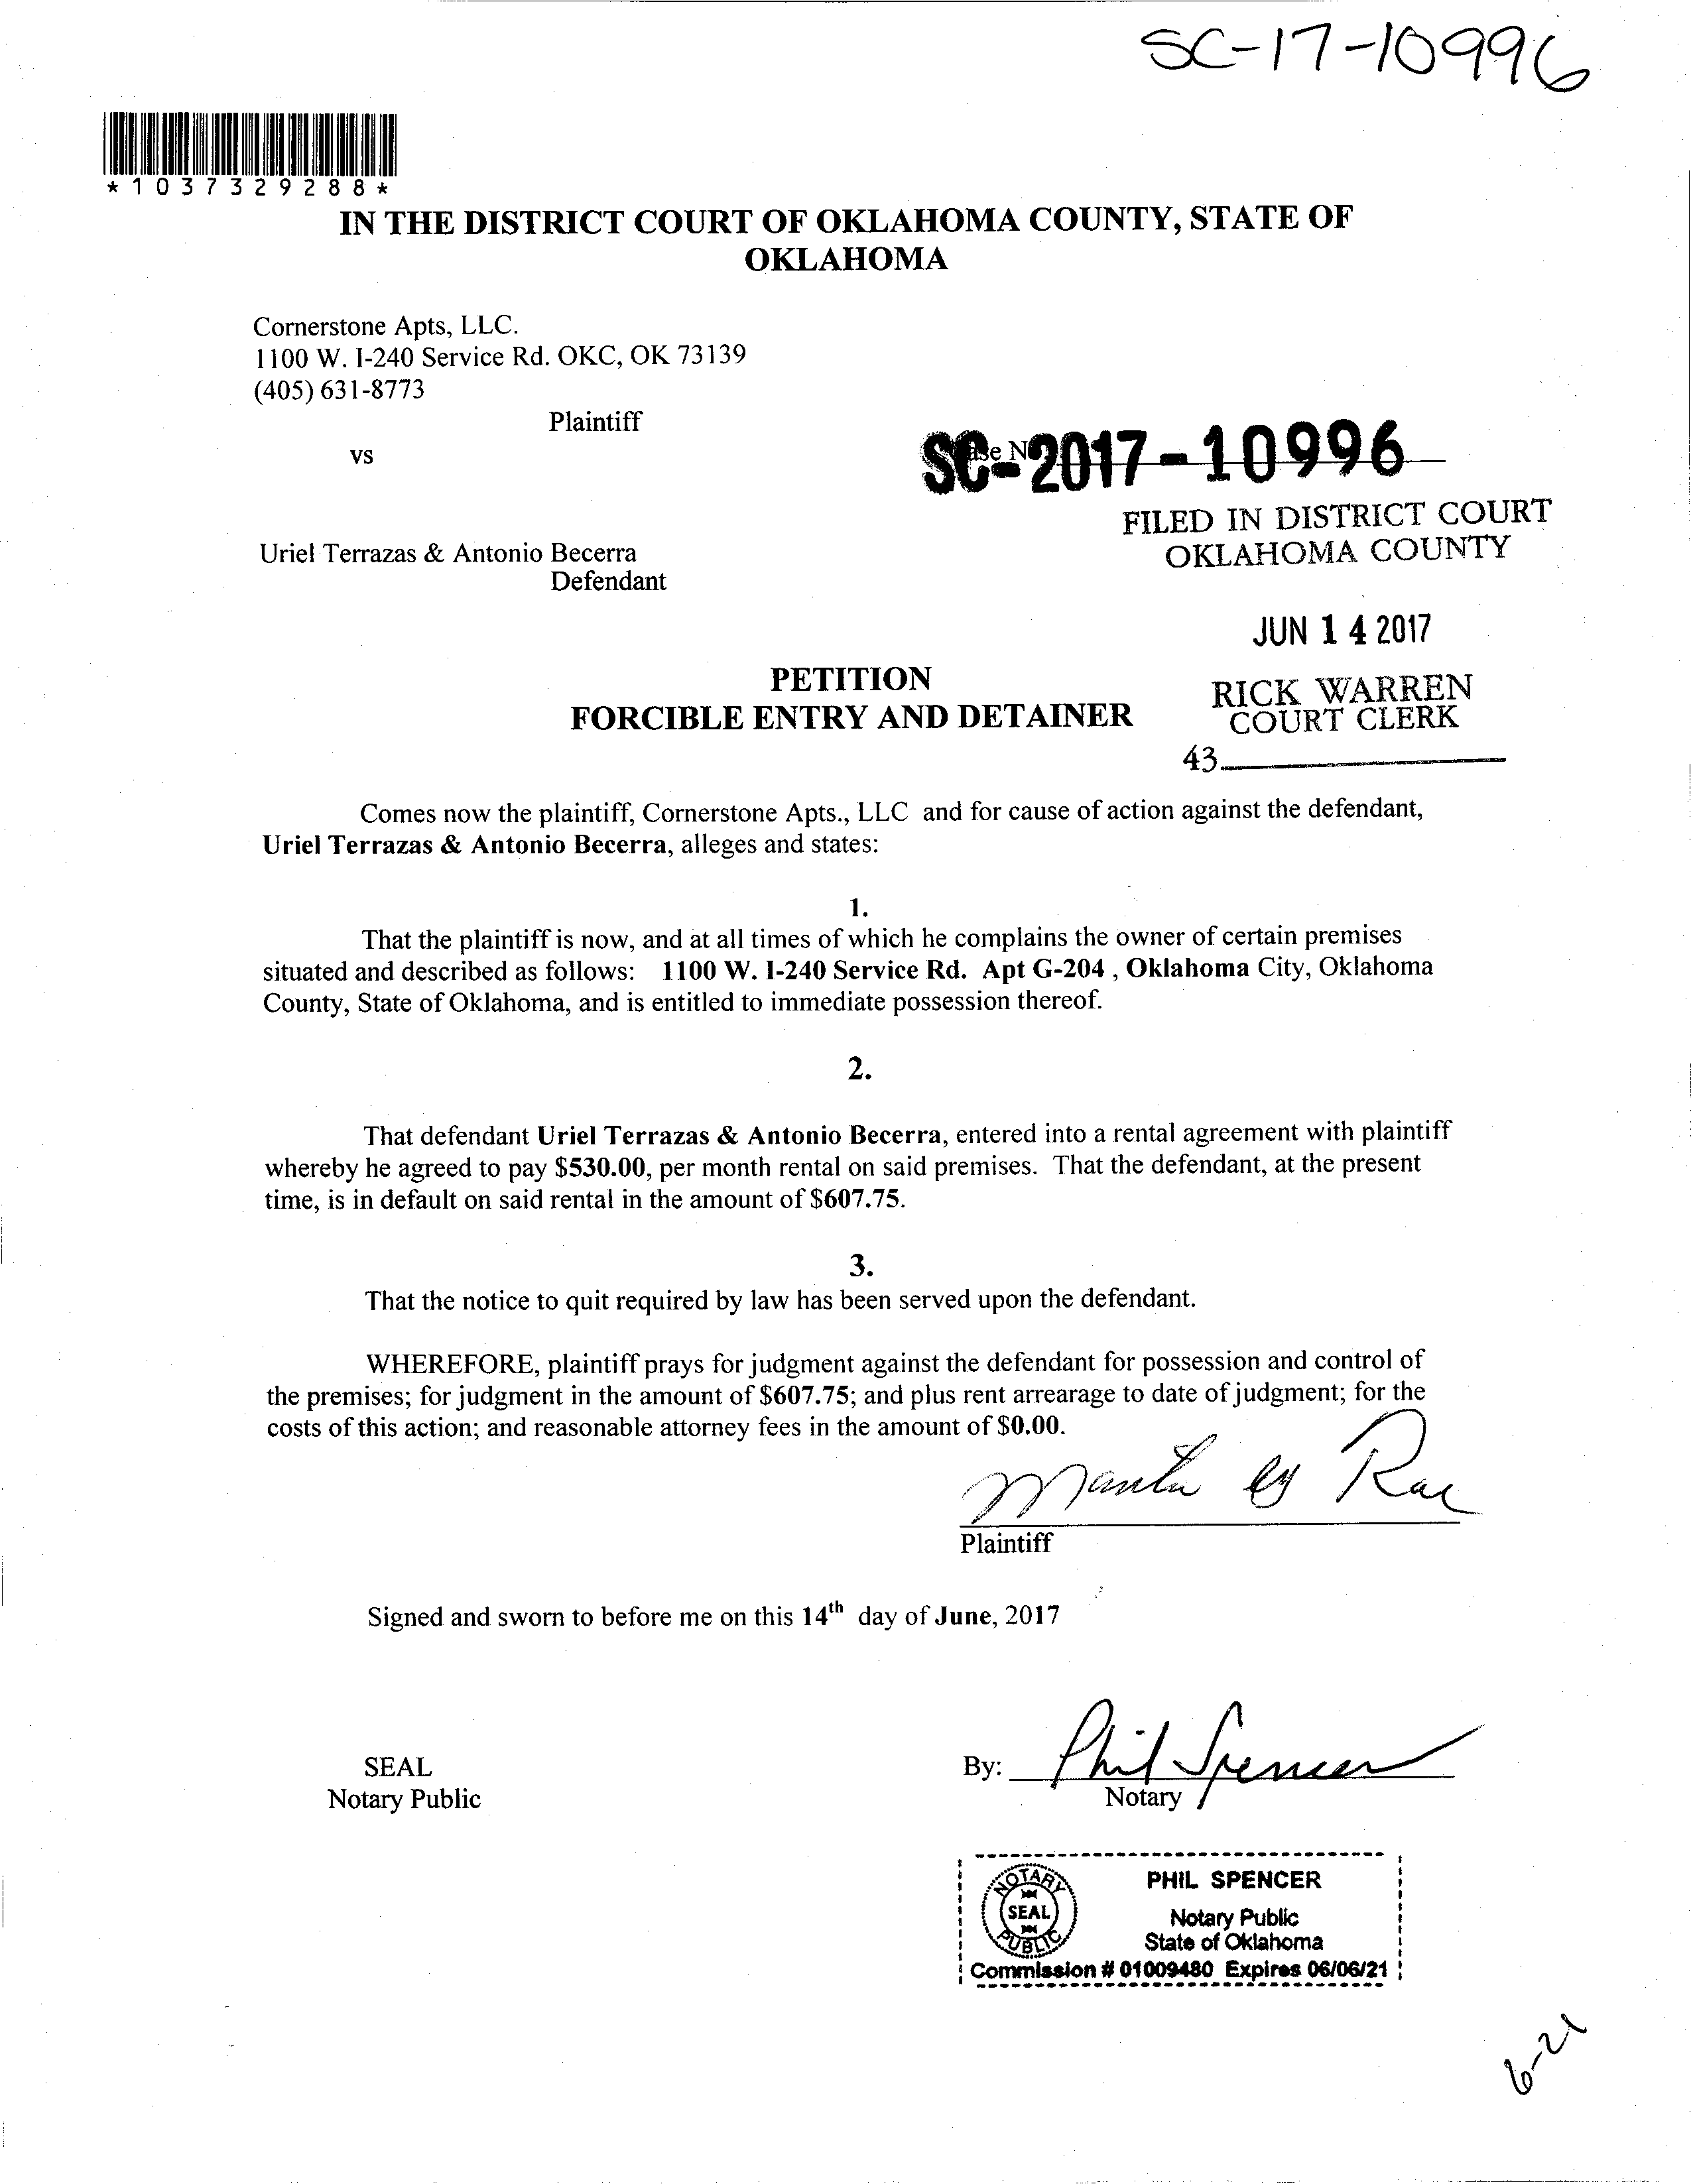 SC-17-10996
*1037329288*
IN THE DISTRICT COURT OF OKLAHOMA COUNTY, STATE OF
OKLAHOMA
Cornerstone Apts, LLC.
1100 W. I-240 Service Rd. OKC, OK 73139
(405) 631-8773
Plaintiff
vs
SC-2017-10996
FILED IN DISTRICT COURT
OKLAHOMA COUNTY
Uriel Terrazas & Antonio Becerra
Defendant
JUN 14 2017
PETITION
FORCIBLE ENTRY AND DETAINER
RICK WARREN
COURT CLERK
43
Comes now the plaintiff, Cornerstone Apts., LLC and for cause of action against the defendant,
Uriel Terrazas & Antonio Becerra, alleges and states:
1.
That the plaintiff is now, and at all times of which he complains the owner of certain premises
situated and described as follows: 1100 W. I-240 Service Rd. Apt G-204 , Oklahoma City, Oklahoma
County, State of Oklahoma, and is entitled to immediate possession thereof.
2.
That defendant Uriel Terrazas & Antonio Becerra, entered into a rental agreement with plaintiff
whereby he agreed to pay $530.00, per month rental on said premises. That the defendant, at the present
time, is in default on said rental in the amount of $607.75.
3.
That the notice to quit required by law has been served upon the defendant.
WHEREFORE, plaintiff prays for judgment against the defendant for possession and control of
the premises; for judgment in the amount of $607.75; and plus rent arrearage to date of judgment; for the
costs of this action; and reasonable attorney fees in the amount of $0.00.
Plaintiff
Signed and sworn to before me on this 14th day of June, 2017
SEAL
Notary Public
By: Phil Spencer
Notary
NOTARY
SEAL
PUBLIC
PHIL SPENCER
Notary Public
State of Oklahoma
Commission # 01009480 Expires 06/06/21
6-21